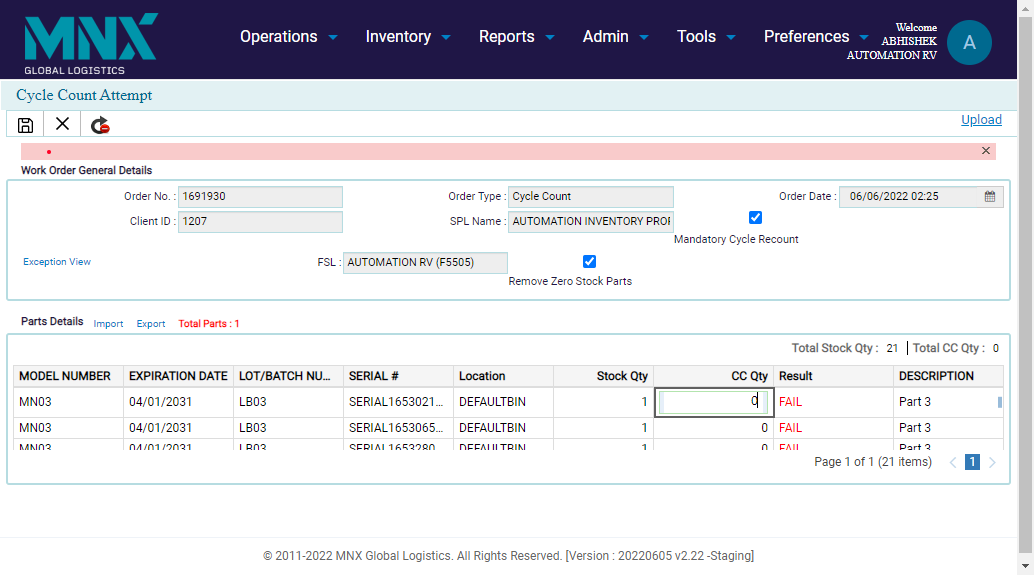 MNX
GLOBAL LOGISTICS
Operations Inventory Reports Admin Tools Preferences
Welcome
ABHISHEK
AUTOMATION RV
A
Cycle Count Attempt
Upload
Work Order General Details
Order No. : 1691930 Order Type : Cycle Count Order Date : 06/06/2022 02:25
Client ID : 1207 SPL Name : AUTOMATION INVENTORY PROF
Mandatory Cycle Recount
Exception View FSL : AUTOMATION RV (F5505)
Remove Zero Stock Parts
Parts Details Import Export Total Parts : 1
Total Stock Qty : 21 Total CC Qty : 0
MODEL NUMBER EXPIRATION DATE LOT/BATCH NU... SERIAL # Location Stock Qty CC Qty Result DESCRIPTION
MN03 04/01/2031 LB03 SERIAL1653021... DEFAULTBIN 1 0 FAIL Part 3
MN03 04/01/2031 LB03 SERIAL1653065... DEFAULTBIN 1 0 FAIL Part 3
MN03 04/01/2031 LB03 SERIAL1653280... DEFAULTBIN 1 0 FAIL Part 3
Page 1 of 1 (21 items) 1
© 2011-2022 MNX Global Logistics. All Rights Reserved. [Version : 20220605 v2.22 -Staging]